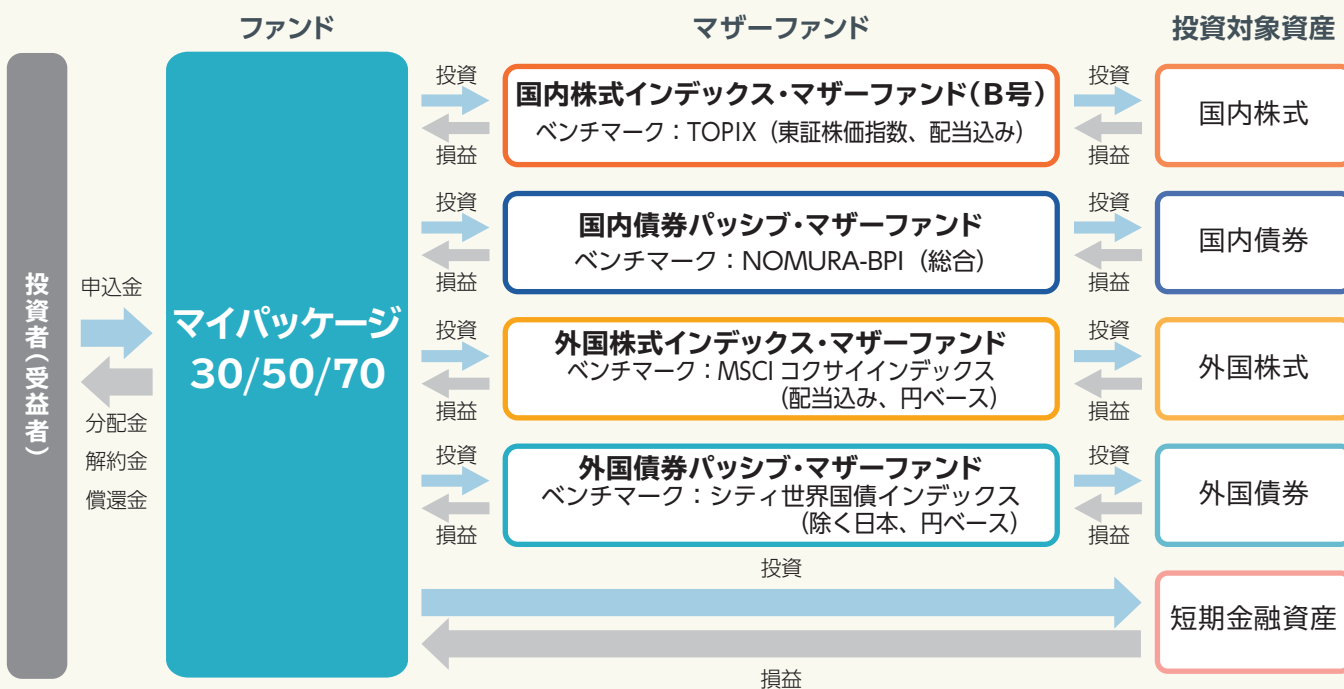 ファンド
マザーファンド
投資対象資産
投資者(受益者)
申込金
分配金
解約金
償還金
マイパッケージ
30/50/70
投資
損益
国内株式インデックス・マザーファンド(B号)
ベンチマーク:TOPIX(東証株価指数、配当込み)
投資
損益
国内株式
投資
損益
国内債券パッシブ・マザーファンド
ベンチマーク:NOMURA-BPI(総合)
投資
損益
国内債券
投資
損益
外国株式インデックス・マザーファンド
ベンチマーク:MSCI コクサイインデックス
(配当込み、円ベース)
投資
損益
外国株式
投資
損益
外国債券パッシブ・マザーファンド
ベンチマーク:シティ世界国債インデックス
(除く日本、円ベース)
投資
損益
外国債券
投資
損益
短期金融資産